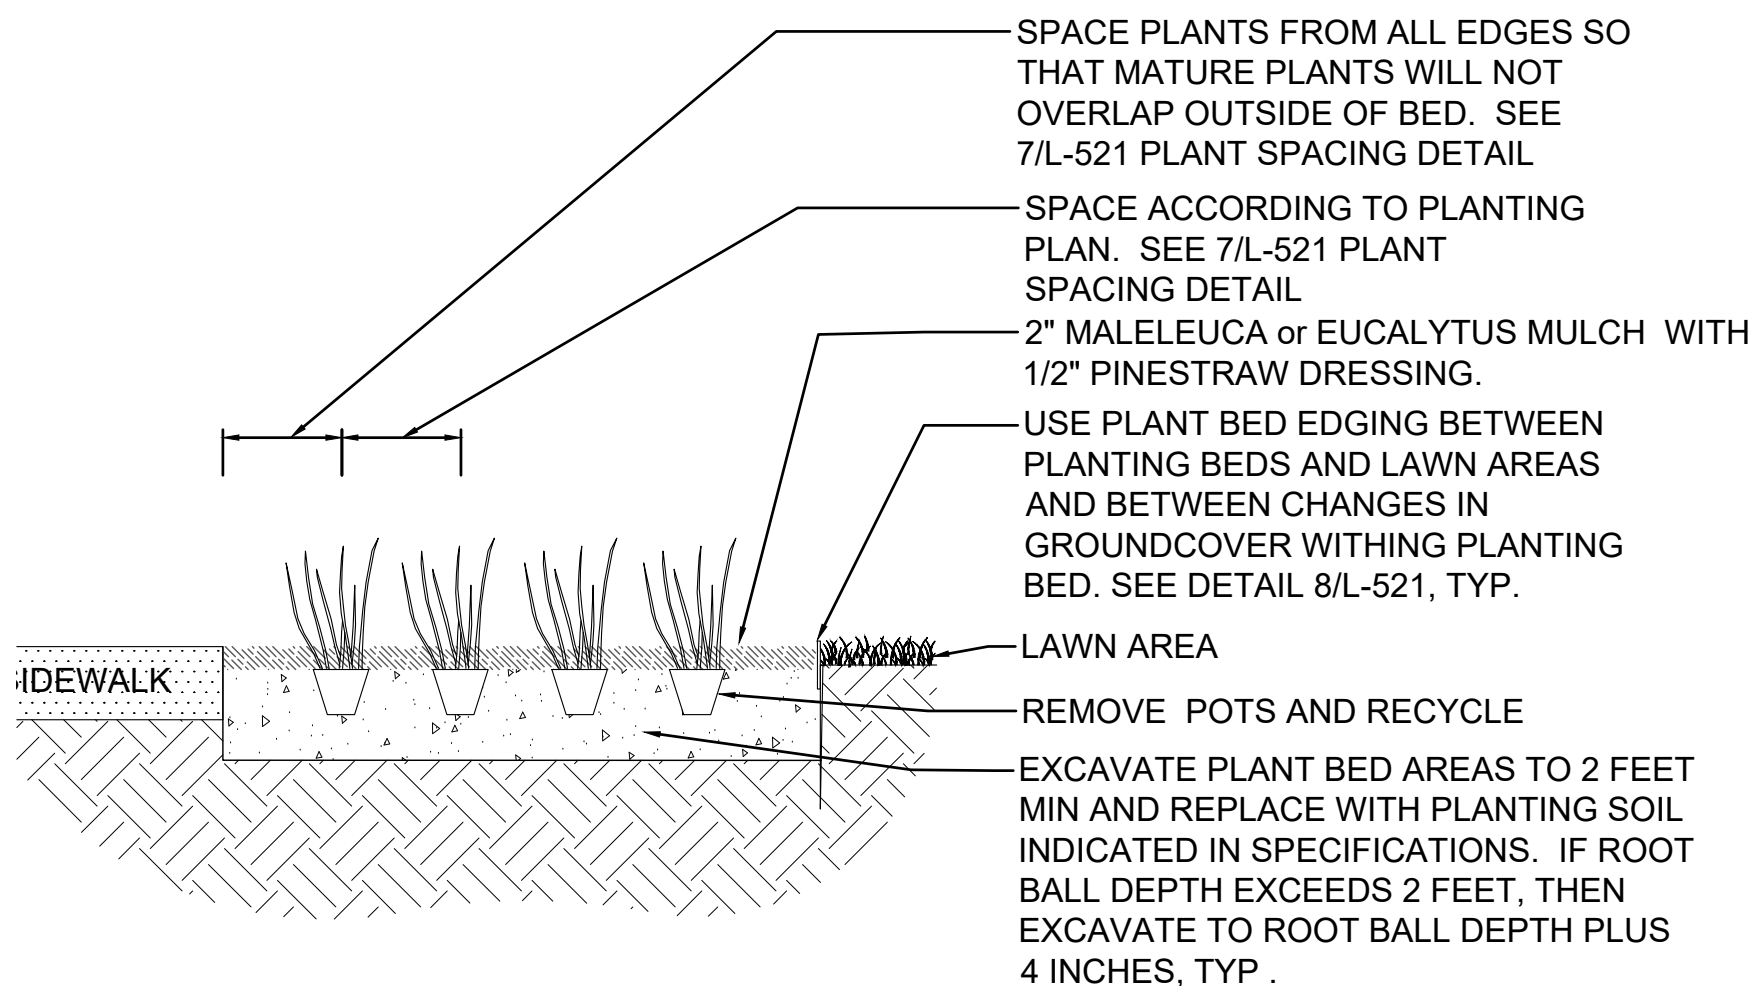 SPACE PLANTS FROM ALL EDGES SO
THAT MATURE PLANTS WILL NOT
OVERLAP OUTSIDE OF BED.  SEE
7/L-521 PLANT SPACING DETAIL
SPACE ACCORDING TO PLANTING
PLAN.  SEE 7/L-521 PLANT
SPACING DETAIL
2" MALELEUCA or EUCALYTUS MULCH  WITH
1/2" PINESTRAW DRESSING.
USE PLANT BED EDGING BETWEEN
PLANTING BEDS AND LAWN AREAS
AND BETWEEN CHANGES IN
GROUNDCOVER WITHING PLANTING
BED. SEE DETAIL 8/L-521, TYP.
LAWN AREA
SIDEWALK
REMOVE  POTS AND RECYCLE
EXCAVATE PLANT BED AREAS TO 2 FEET
MIN AND REPLACE WITH PLANTING SOIL
INDICATED IN SPECIFICATIONS.  IF ROOT
BALL DEPTH EXCEEDS 2 FEET, THEN
EXCAVATE TO ROOT BALL DEPTH PLUS
4 INCHES, TYP .